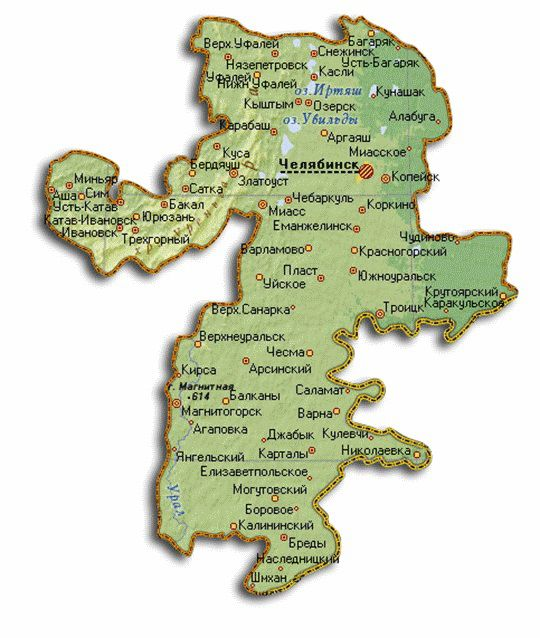 Багаряк
Верх.Уфалей
Снежинск
Нязепетровск
Усть-Багаряк
Касли
Уфалей
Нижн Уфалей
оз.Иртяш
Кунашак
Кыштым
Озерск
оз.Увильды
Алабуга
Карабаш
Аргаяш
Куса
Миасское
Бердяуш
Челябинск
Миньяр
Златоуст
Копейск
Аша
Сим
Сатка
Усть-Катав
Бакал
Чебаркуль
Миасс
Коркино
Катав-Ивановск
Юрюзань
Еманжелинск
Ивановск
Трехгорный
Чудиново
Варламово
Красногорский
Пласт
Южноуральск
Уйское
Крутоярский
Каракульское
Верх.Санарка
Троицк
Верхнеуральск
Чесма
Кирса
Арсинский
г. Магнитная
614
Саламат
Балканы
Магнитогорск
Варна
Агаповка
Джабык
Кулевчи
Янгельский
Карталы
Николаевка
Елизаветпольское
Урал
Могутовский
Боровое
Калининский
Бреды
Наследницкий
Шихан